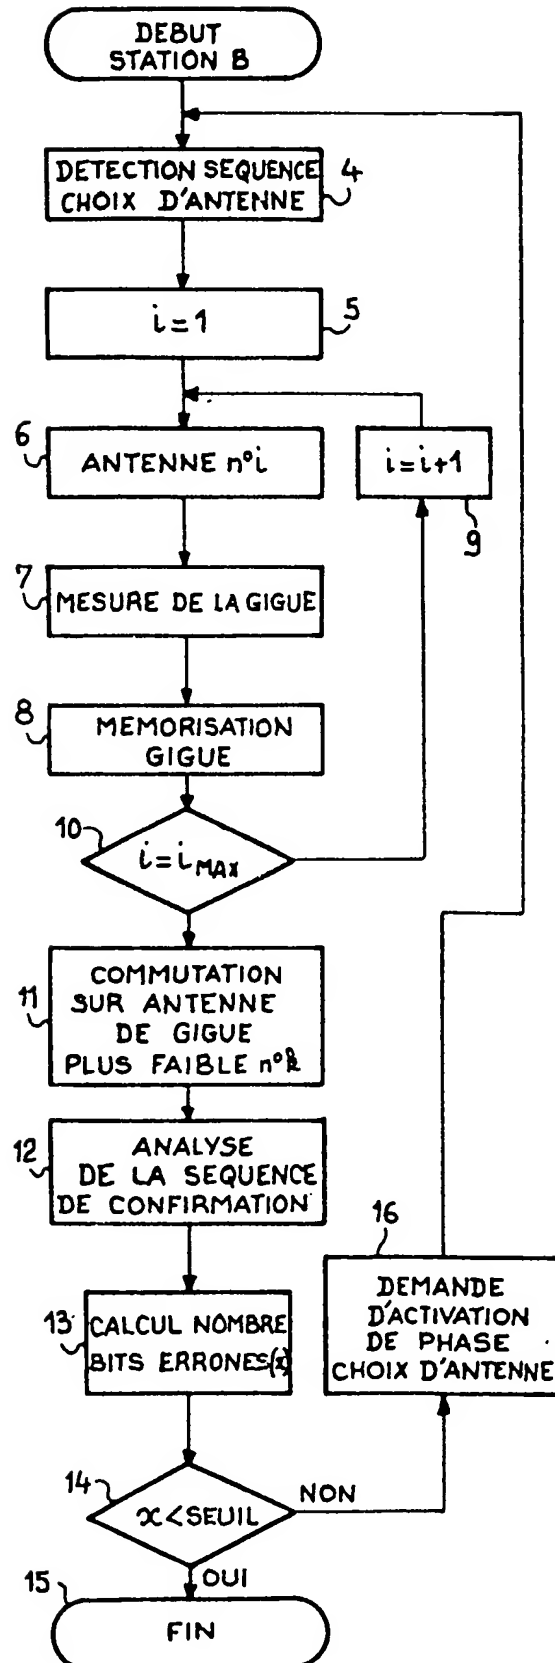 DEBUT
STATION B
DETECTION SEQUENCE
CHOIX D'ANTENNE
4
i=1
5
6
ANTENNE n°i
i=i+1
9
7
MESURE DE LA GIGUE
8
MEMORISATION
GIGUE
10
i=iMAX
11
COMMUTATION
SUR ANTENNE
DE GIGUE
PLUS FAIBLE n°k
12
ANALYSE
DE LA SEQUENCE
DE CONFIRMATION
16
DEMANDE
D'ACTIVATION
DE PHASE
CHOIX D'ANTENNE
13
CALCUL NOMBRE
BITS ERRONES(x)
14
x<SEUIL
NON
OUI
15
FIN